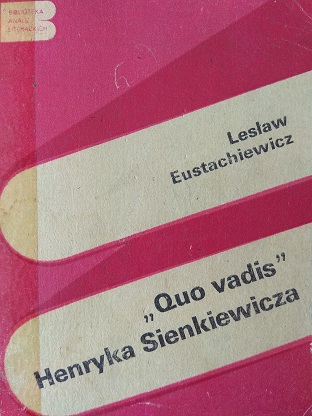 BIBLIOTEKA
ANALIZ
LITERACKICH
Lesław
Eustachiewicz
„Quo vadis”
Henryka Sienkiewicza